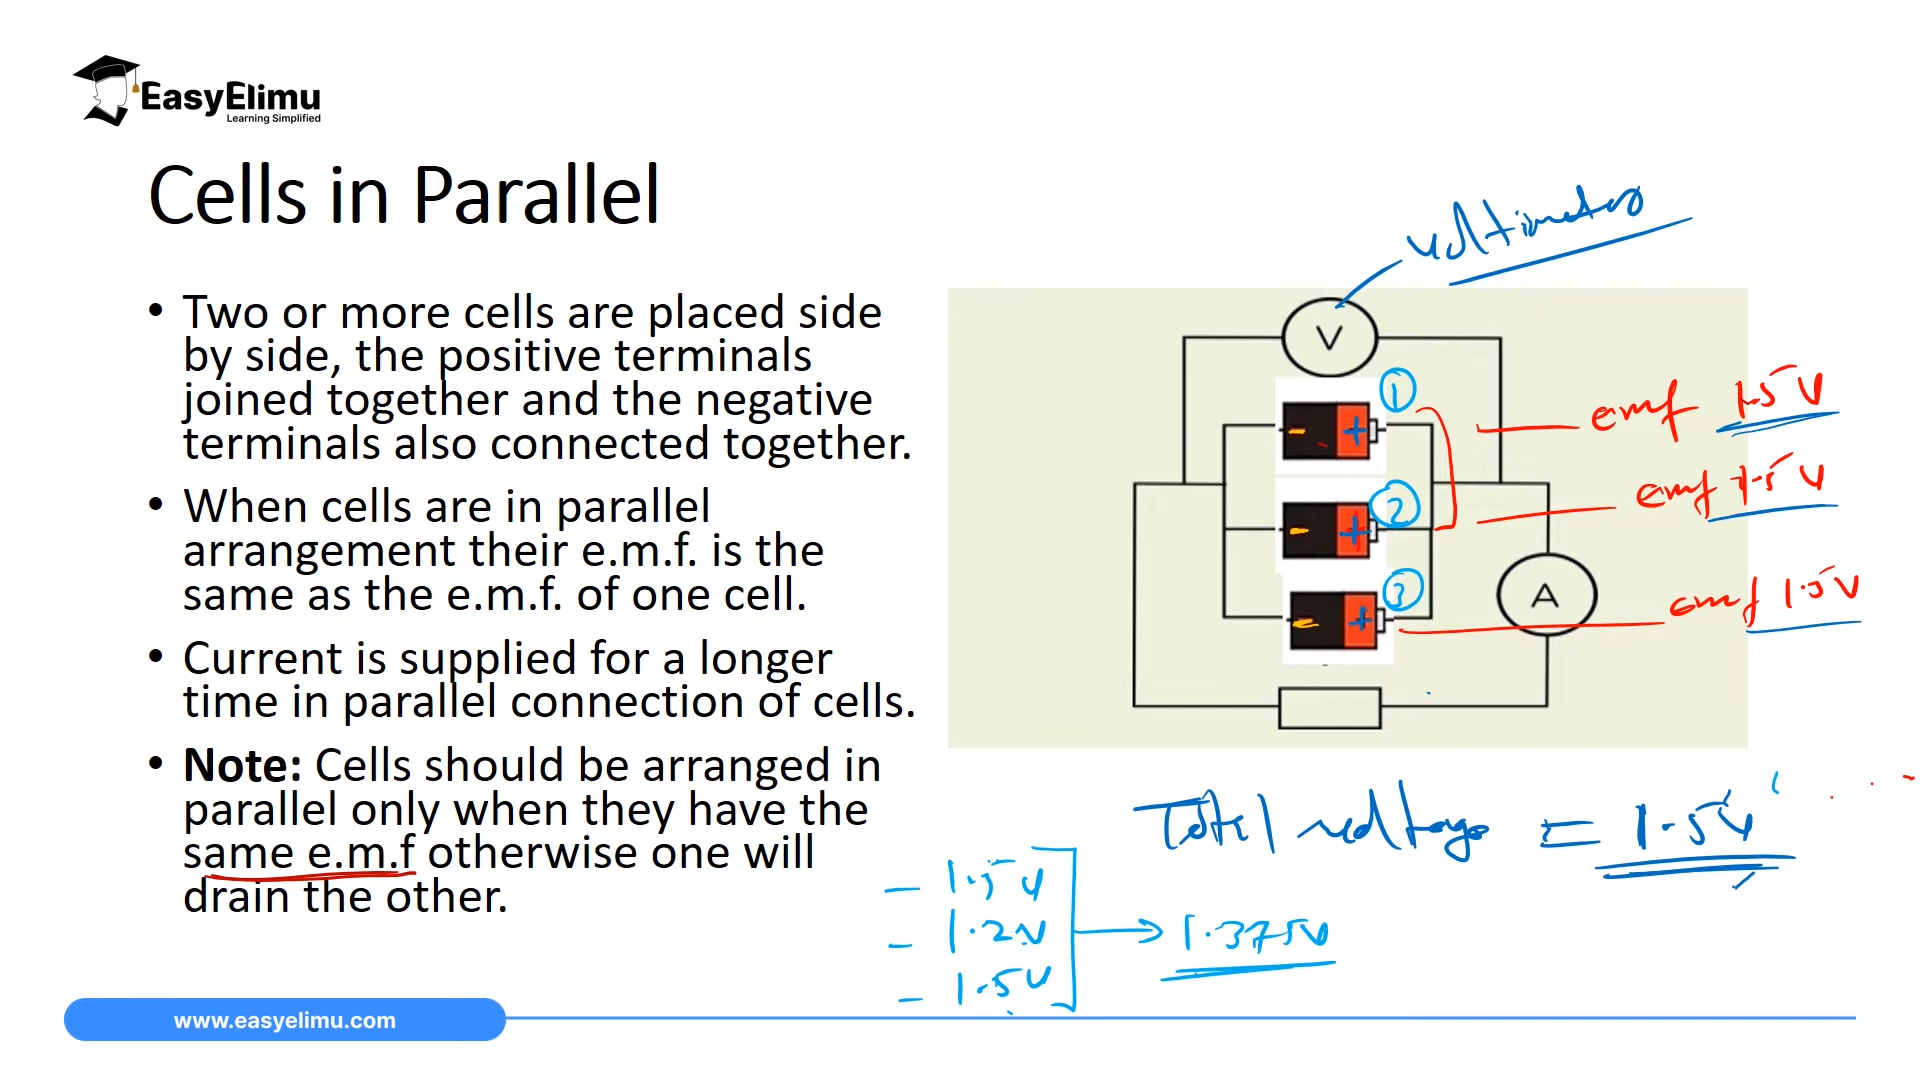 EasyElimu
Learning Simplified
Cells in Parallel
• Two or more cells are placed side
by side, the positive terminals
joined together and the negative
terminals also connected together.
• When cells are in parallel
arrangement their e.m.f. is the
same as the e.m.f. of one cell.
• Current is supplied for a longer
time in parallel connection of cells.
• Note: Cells should be arranged in
parallel only when they have the
same e.m.f otherwise one will
drain the other.
voltimeter
V
1
- +
emf 1.5V
2
- +
emf 1.5V
3
- +
emf 1.5V
A
Total voltage = 1.5V
- 1.5V
- 1.2V
- 1.5V
1.375V
www.easyelimu.com